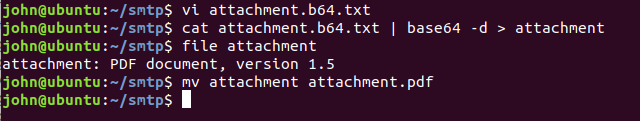 john@ubuntu:~/smtp$ vi attachment.b64.txt
john@ubuntu:~/smtp$ cat attachment.b64.txt | base64 -d > attachment
john@ubuntu:~/smtp$ file attachment
attachment: PDF document, version 1.5
john@ubuntu:~/smtp$ mv attachment attachment.pdf
john@ubuntu:~/smtp$